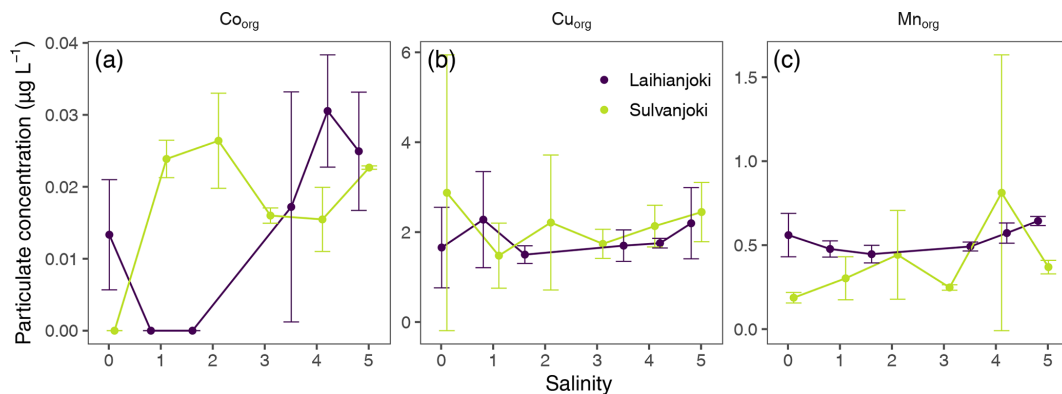 Co_org Cu_org Mn_org
Particulate concentration (µg L⁻¹)
(a) (b) (c)
Laihianjoki
Sulvanjoki
0.04
0.03
0.02
0.01
0.00
6
4
2
0
1.5
1.0
0.5
0.0
0 1 2 3 4 5 0 1 2 3 4 5 0 1 2 3 4 5
Salinity